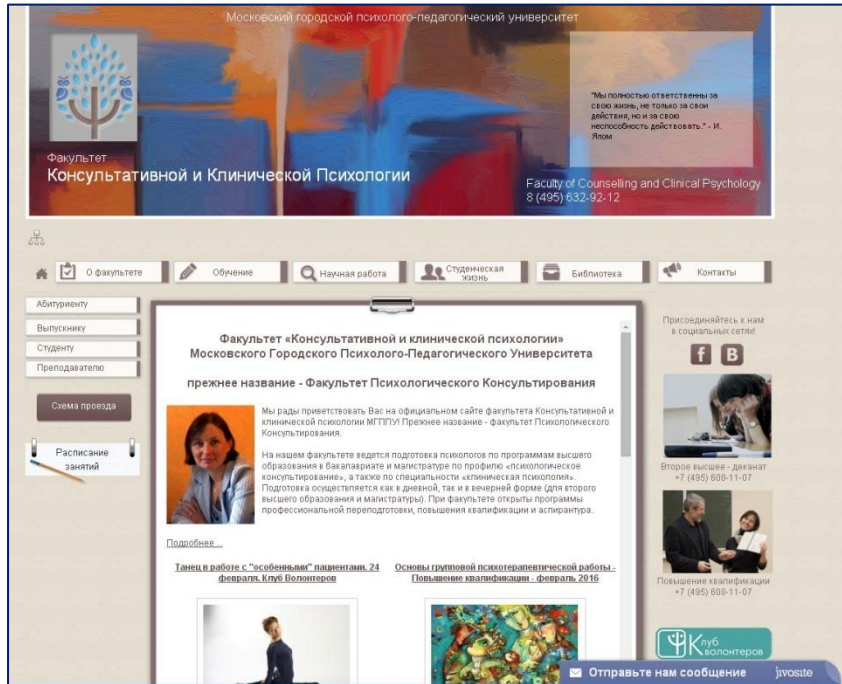 Московский городской психолого-педагогический университет
"Мы полностью ответственны за
свою жизнь, не только за свои
действия, но и за свою
неспособность действовать." - И.
Ялом
Факультет
Консультативной и Клинической Психологии
Faculty of Counselling and Clinical Psychology
8 (495) 632-92-12
О факультете
Обучение
Научная работа
Студенческая
жизнь
Библиотека
Контакты
Абитуриенту
Выпускнику
Студенту
Преподавателю
Схема проезда
Расписание
занятий
Факультет «Консультативной и клинической психологии»
Московского Городского Психолого-Педагогического Университета
прежнее название - Факультет Психологического Консультирования
Мы рады приветствовать Вас на официальном сайте факультета Консультативной и
клинической психологии МГППУ! Прежнее название - факультет Психологического
Консультирования.
На нашем факультете ведется подготовка психологов по программам высшего
образования в бакалавриате и магистратуре по профилю «психологическое
консультирование», а также по специальности «клиническая психология».
Подготовка осуществляется как в дневной, так и в вечерней форме (для второго
высшего образования и магистратуры). При факультете открыты программы
профессиональной переподготовки, повышения квалификации и аспирантура.
Подробнее ...
Танец в работе с "особенными" пациентами. 24
февраля. Клуб Волонтеров
Основы групповой психотерапевтической работы -
Повышение квалификации - февраль 2016
Присоединяйтесь к нам
в социальных сетях!
f В
Второе высшее - деканат
+7 (495) 608-11-07
Повышение квалификации
+7 (495) 608-11-07
Клуб
волонтеров
Отправьте нам сообщение
jivosite